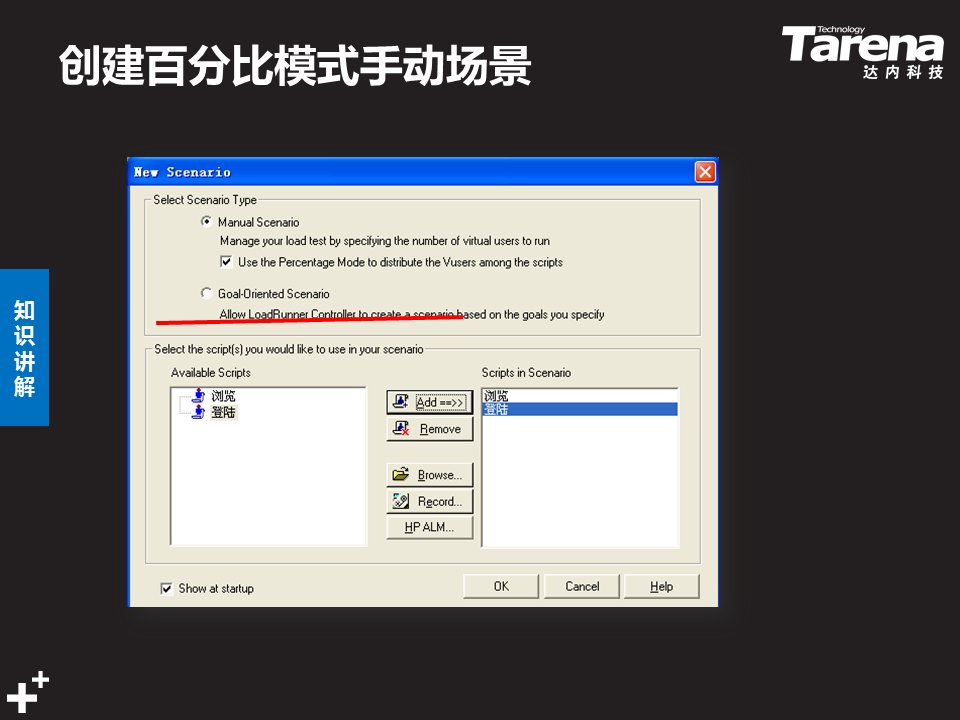 创建百分比模式手动场景
Technology
Tarena
达内科技
知识讲解
New Scenario
Select Scenario Type
Manual Scenario
Manage your load test by specifying the number of virtual users to run
Use the Percentage Mode to distribute the Vusers among the scripts
Goal-Oriented Scenario
Allow LoadRunner Controller to create a scenario based on the goals you specify
Select the script(s) you would like to use in your scenario
Available Scripts
浏览
登陆
Add ==>>
Remove
Browse...
Record...
HP ALM...
Scripts in Scenario
浏览
登陆
Show at startup
OK
Cancel
Help